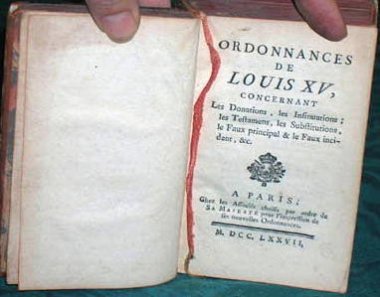 ORDONNANCES
DE
LOUIS XV,
CONCERNANT
Les Donations, les Insinuations;
les Testament, les Substitutions,
le Faux principal & le Faux inci-
dent, &c.
A PARIS;
Chez les Associés choisis par ordre de
SA MAJESTÉ pour l'impression de
ses nouvelles Ordonnances.
M. DCC. LXXVII.